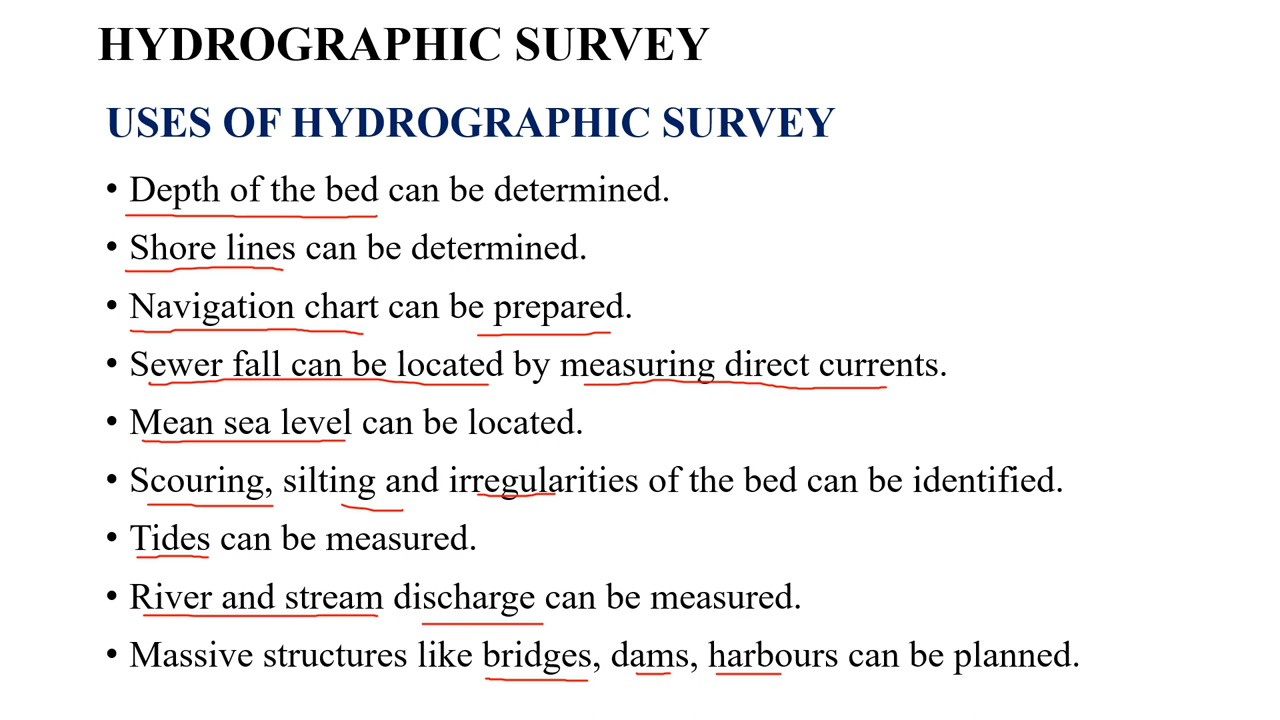 HYDROGRAPHIC SURVEY
USES OF HYDROGRAPHIC SURVEY
• Depth of the bed can be determined.
• Shore lines can be determined.
• Navigation chart can be prepared.
• Sewer fall can be located by measuring direct currents.
• Mean sea level can be located.
• Scouring, silting and irregularities of the bed can be identified.
• Tides can be measured.
• River and stream discharge can be measured.
• Massive structures like bridges, dams, harbours can be planned.